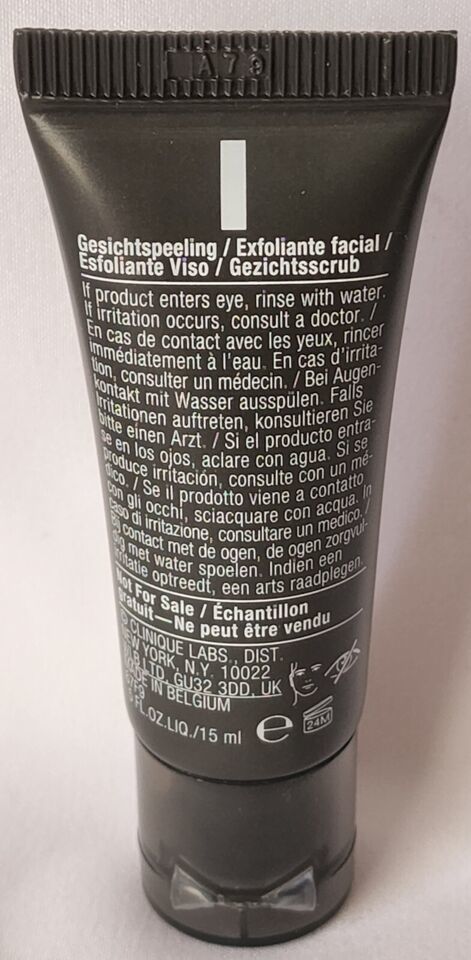 A79
Gesichtspeeling / Exfoliante facial /
Esfoliante Viso / Gezichtsscrub
If product enters eye, rinse with water.
If irritation occurs, consult a doctor. /
En cas de contact avec les yeux, rincer
immédiatement à l'eau. En cas d'irrita-
tion, consulter un médecin. / Bei Augen-
kontakt mit Wasser ausspülen. Falls
Irritationen auftreten, konsultieren Sie
bitte einen Arzt. / Si el producto entra-
se en los ojos, aclare con agua. Si se
produce irritación, consulte con un mé-
dico. / Se il prodotto viene a contatto
con gli occhi, sciacquare con acqua. In
caso di irritazione, consultare un medico. /
contact met de ogen, de ogen zorgvul-
dig met water spoelen. Indien een
irritatie optreedt, een arts raadplegen.
Not For Sale / Échantillon
gratuit—Ne peut être vendu
© CLINIQUE LABS., DIST.
NEW YORK, N.Y. 10022
LTD, GU32 3DD, UK
MADE IN BELGIUM
FL.OZ.LIQ./15 ml e 24M